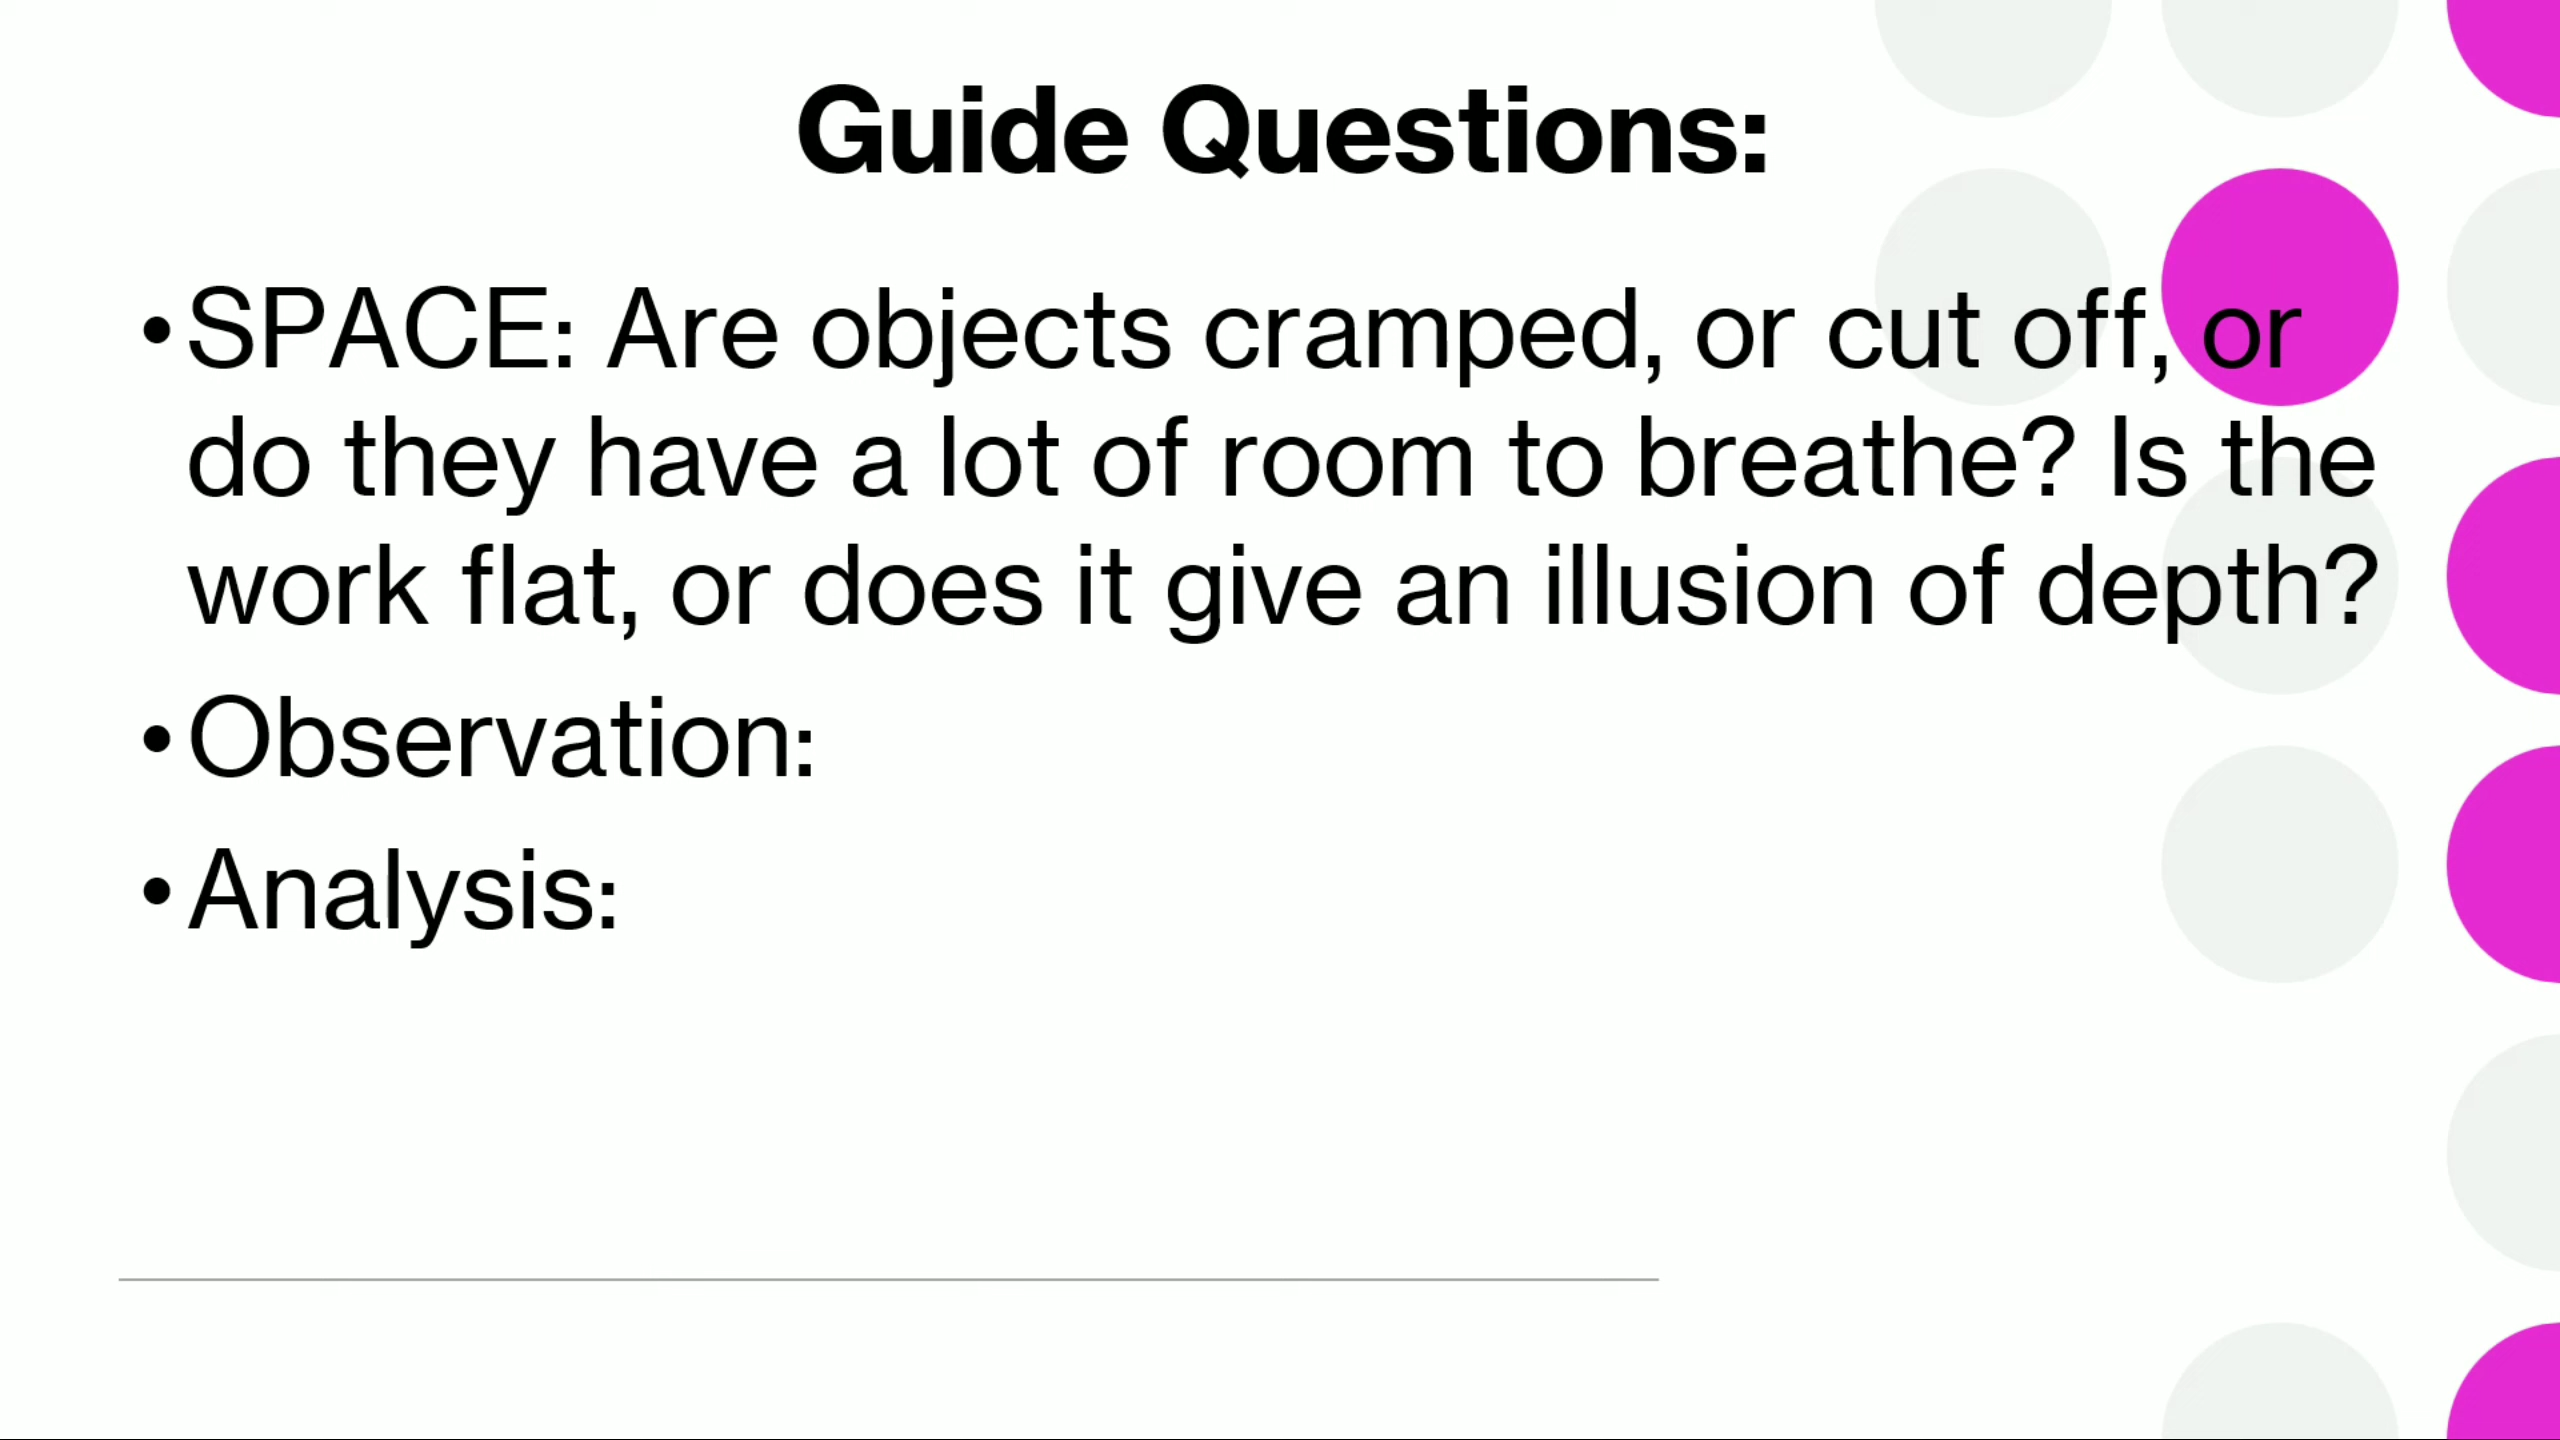 Guide Questions:
•SPACE: Are objects cramped, or cut off, or
do they have a lot of room to breathe? Is the
work flat, or does it give an illusion of depth?
•Observation:
•Analysis: